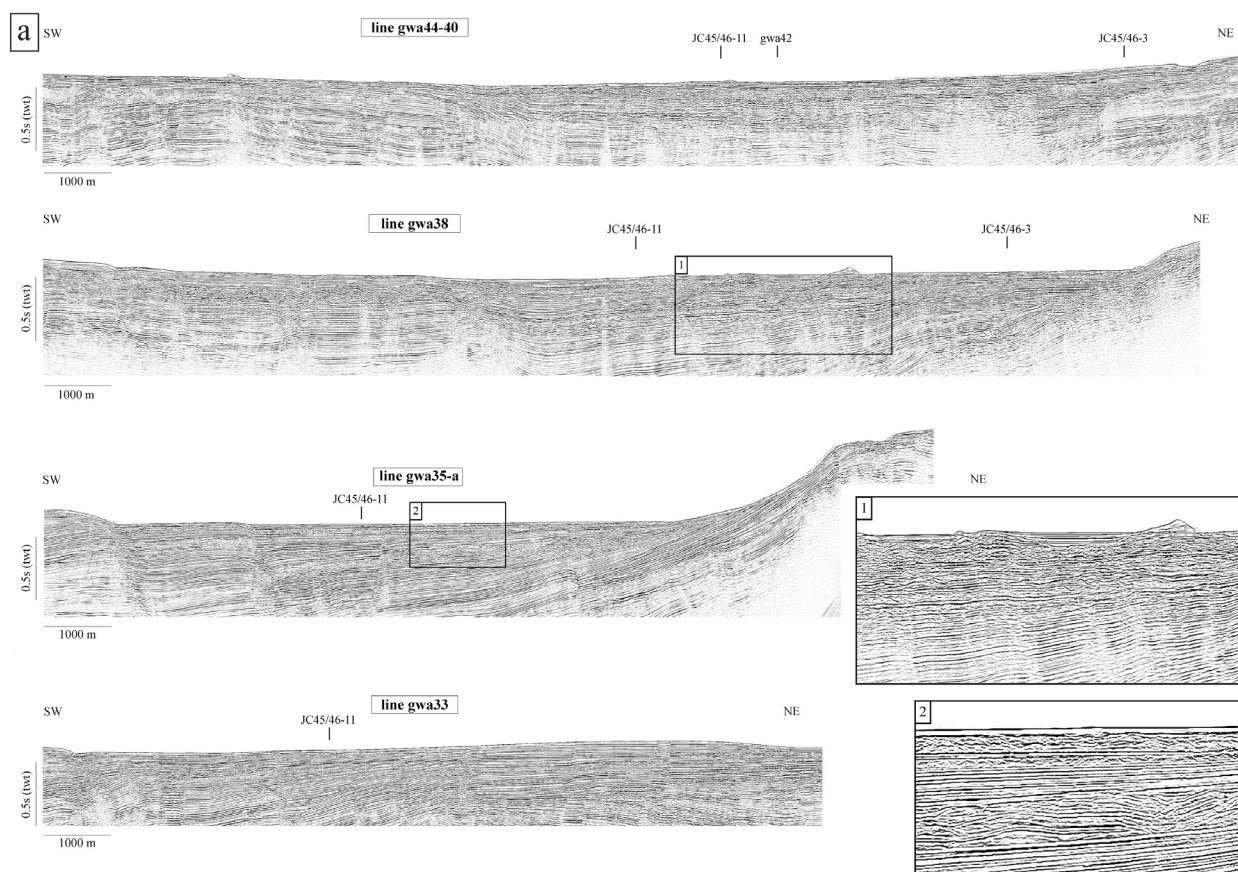 a
line gwa44-40
SW
JC45/46-11 gwa42 JC45/46-3 NE
0.5s (twt)
1000 m
line gwa38
SW NE
JC45/46-11 JC45/46-3
1
0.5s (twt)
1000 m
line gwa35-a
SW NE
JC45/46-11
2
0.5s (twt)
1000 m
1
line gwa33
SW NE
JC45/46-11
2
0.5s (twt)
1000 m